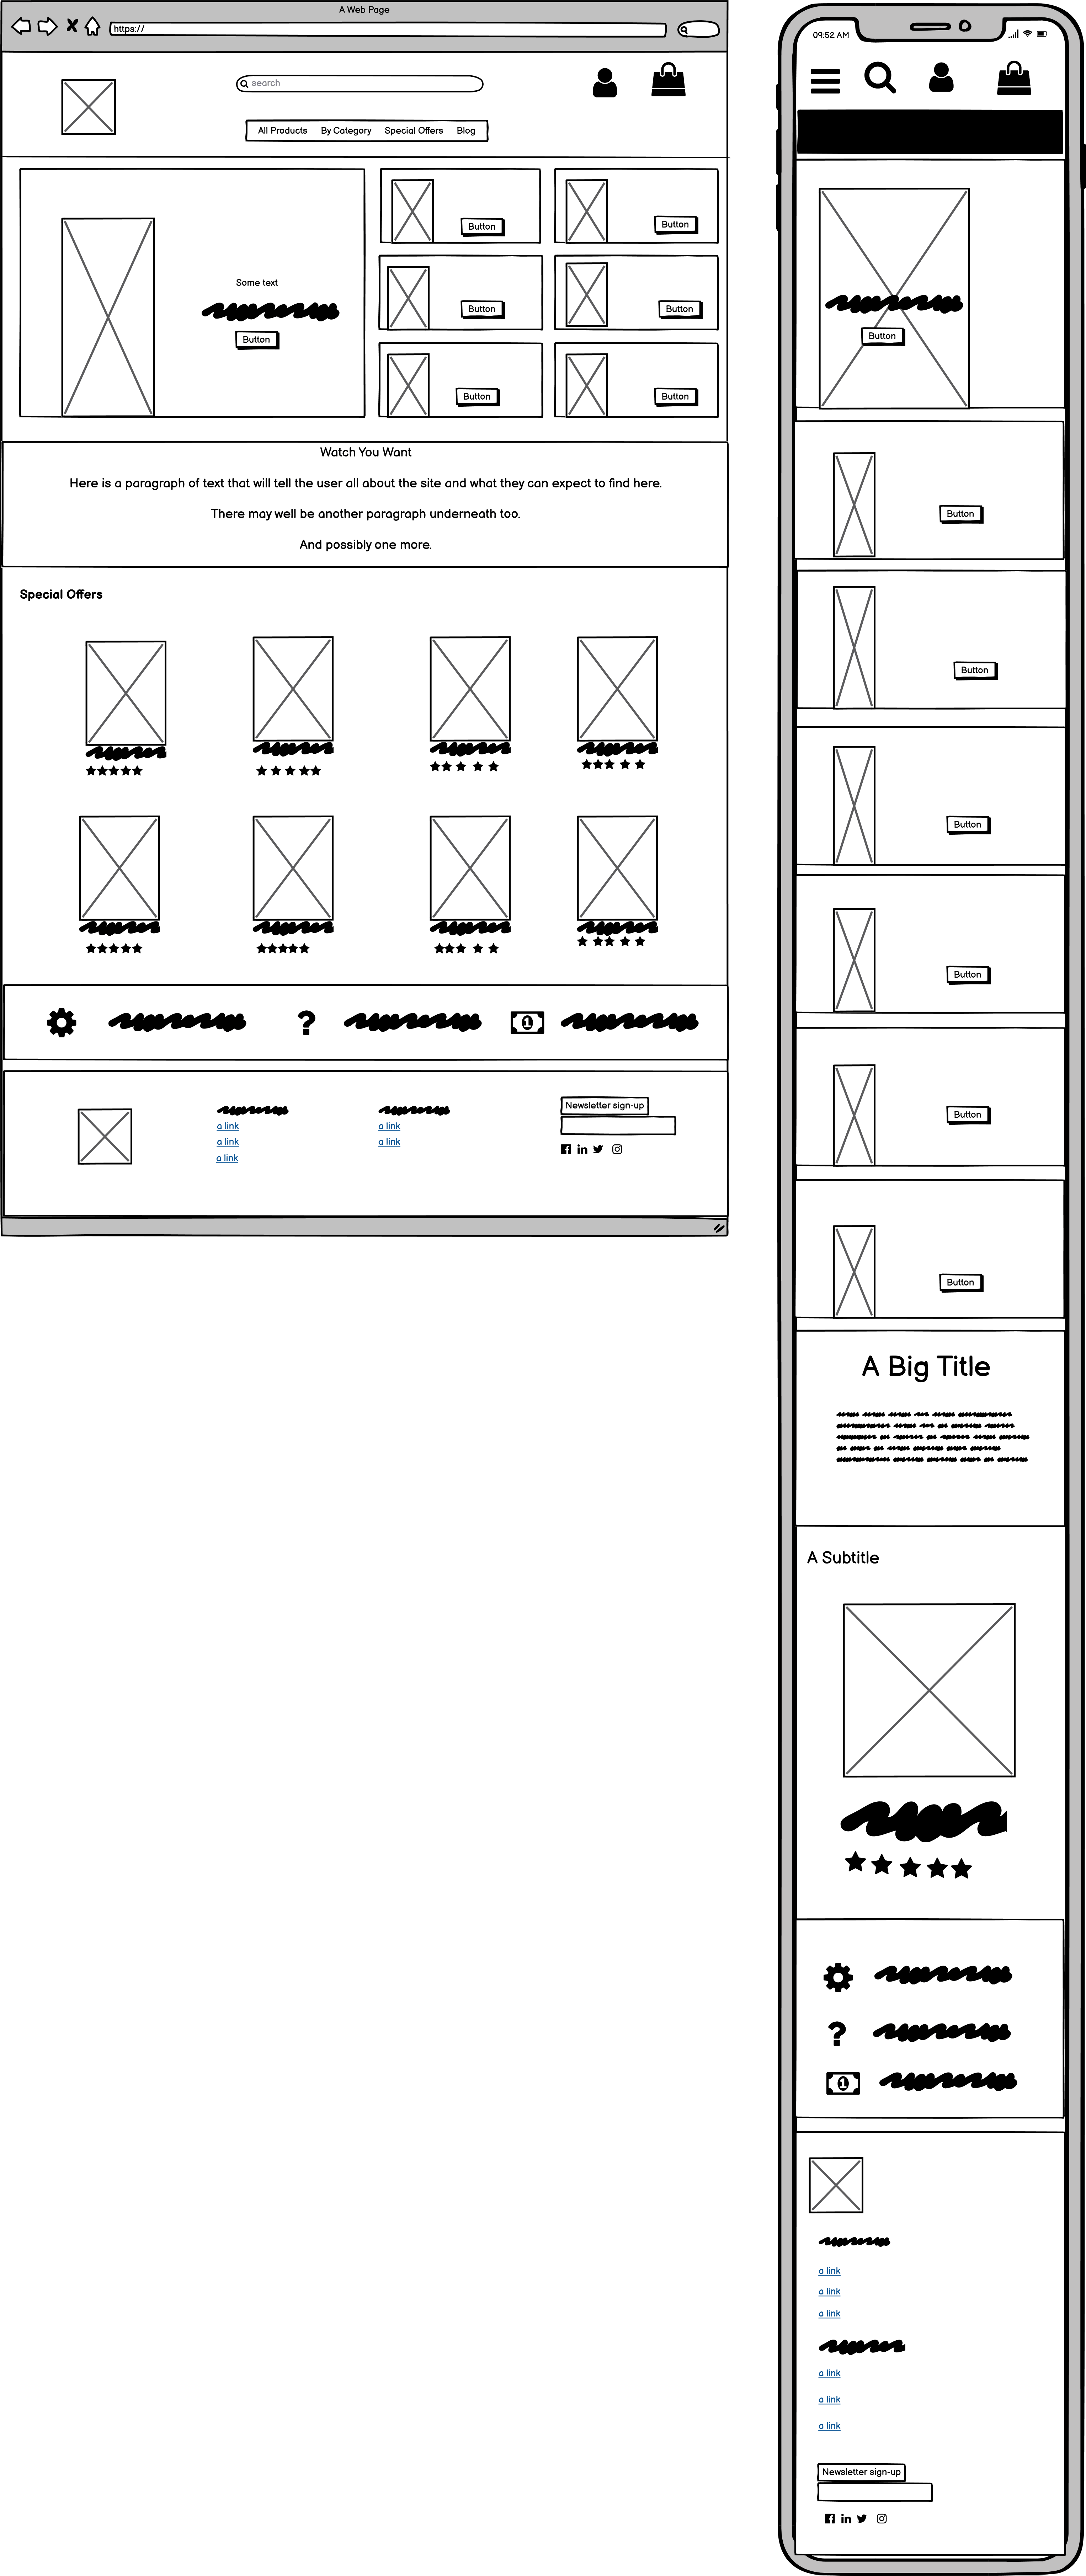 A Web Page
https://
search
All Products By Category Special Offers Blog
Some text
Button
Button
Button
Button
Button
Button
Button
Watch You Want
Here is a paragraph of text that will tell the user all about the site and what they can expect to find here.
There may well be another paragraph underneath too.
And possibly one more.
Special Offers
1
a link
a link
a link
a link
a link
Newsletter sign-up
09:52 AM
Button
Button
Button
Button
Button
Button
Button
A Big Title
A Subtitle
1
a link
a link
a link
a link
a link
a link
Newsletter sign-up